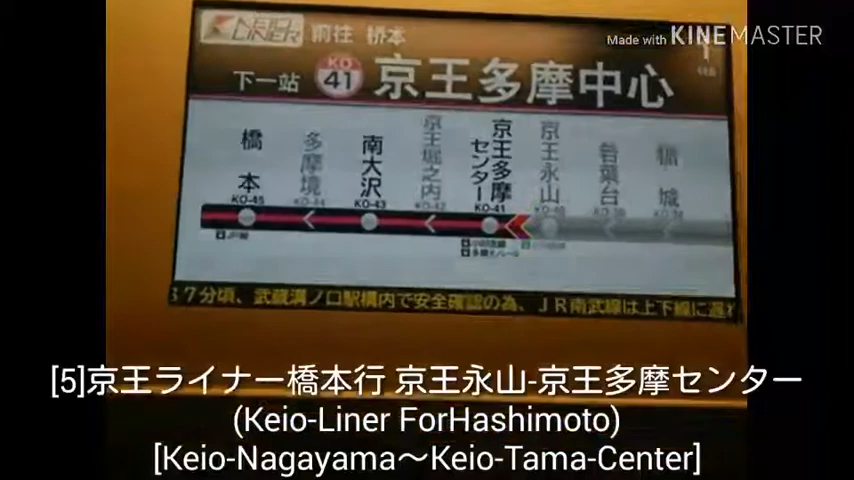 Made with KINEMASTER
KEIO LINER 前往 桥本
下一站 KO 41 京王多摩中心
橋本 多摩境 南大沢 京王堀之内 京王多摩センター 京王永山 若葉台 稲城
KO-45 KO-44 KO-43 KO-42 KO-41
37分頃、武蔵溝ノ口駅構内で安全確認の為、JR南武線は上下線に遅れ
[5]京王ライナー橋本行 京王永山-京王多摩センター
(Keio-Liner ForHashimoto)
[Keio-Nagayama〜Keio-Tama-Center]